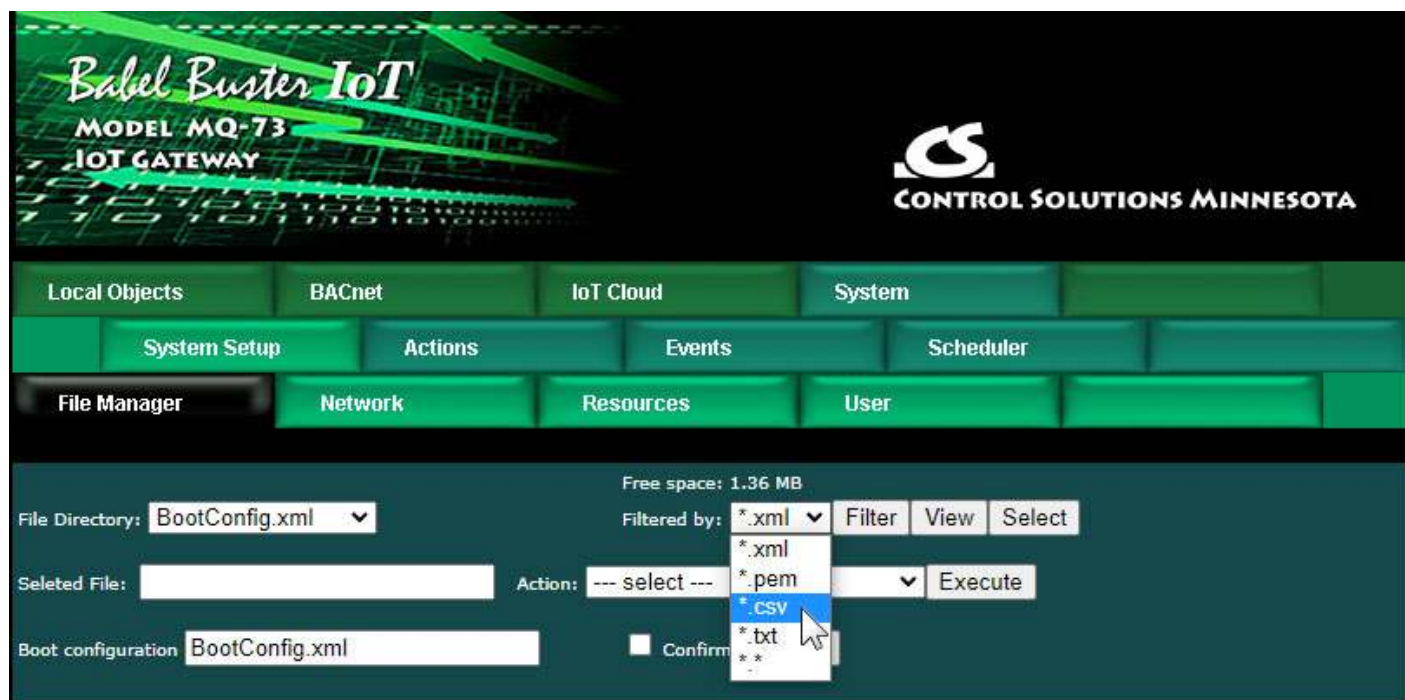 Babel Buster IoT
MODEL MQ-73
IOT GATEWAY
CS
CONTROL SOLUTIONS MINNESOTA
Local Objects BACnet IoT Cloud System
System Setup Actions Events Scheduler
File Manager Network Resources User
Free space: 1.36 MB
File Directory: BootConfig.xml Filtered by: *.xml Filter View Select
*.xml
Seleted File: Action: --- select --- *.pem Execute
*.csv
*.txt
Boot configuration BootConfig.xml Confirm
*.*